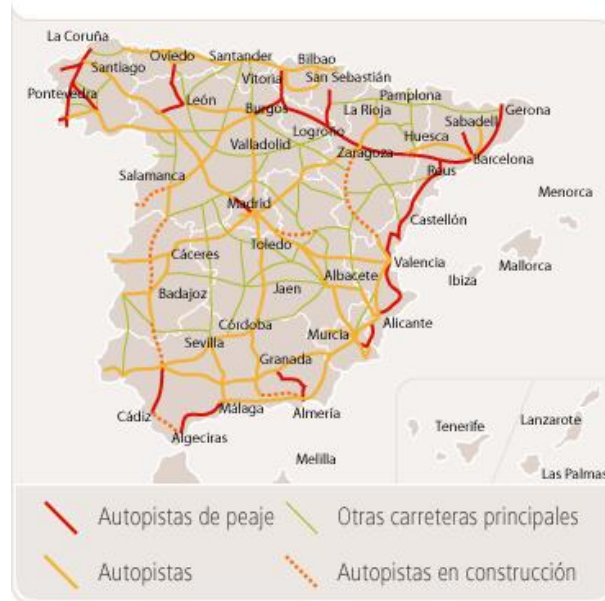 La Coruña
Oviedo
Santander
Bilbao
Santiago
Vitoria
San Sebastián
Pontevedra
León
Burgos
Pamplona
La Rioja
Gerona
Sabadell
Logroño
Huesca
Valladolid
Zaragoza
Barcelona
Salamanca
Reus
Menorca
Madrid
Castellón
Toledo
Cáceres
Valencia
Mallorca
Albacete
Ibiza
Badajoz
Jaen
Córdoba
Alicante
Sevilla
Murcia
Granada
Cádiz
Málaga
Almería
Algeciras
Tenerife
Lanzarote
Melilla
Las Palmas
Autopistas de peaje
Otras carreteras principales
Autopistas
Autopistas en construcción